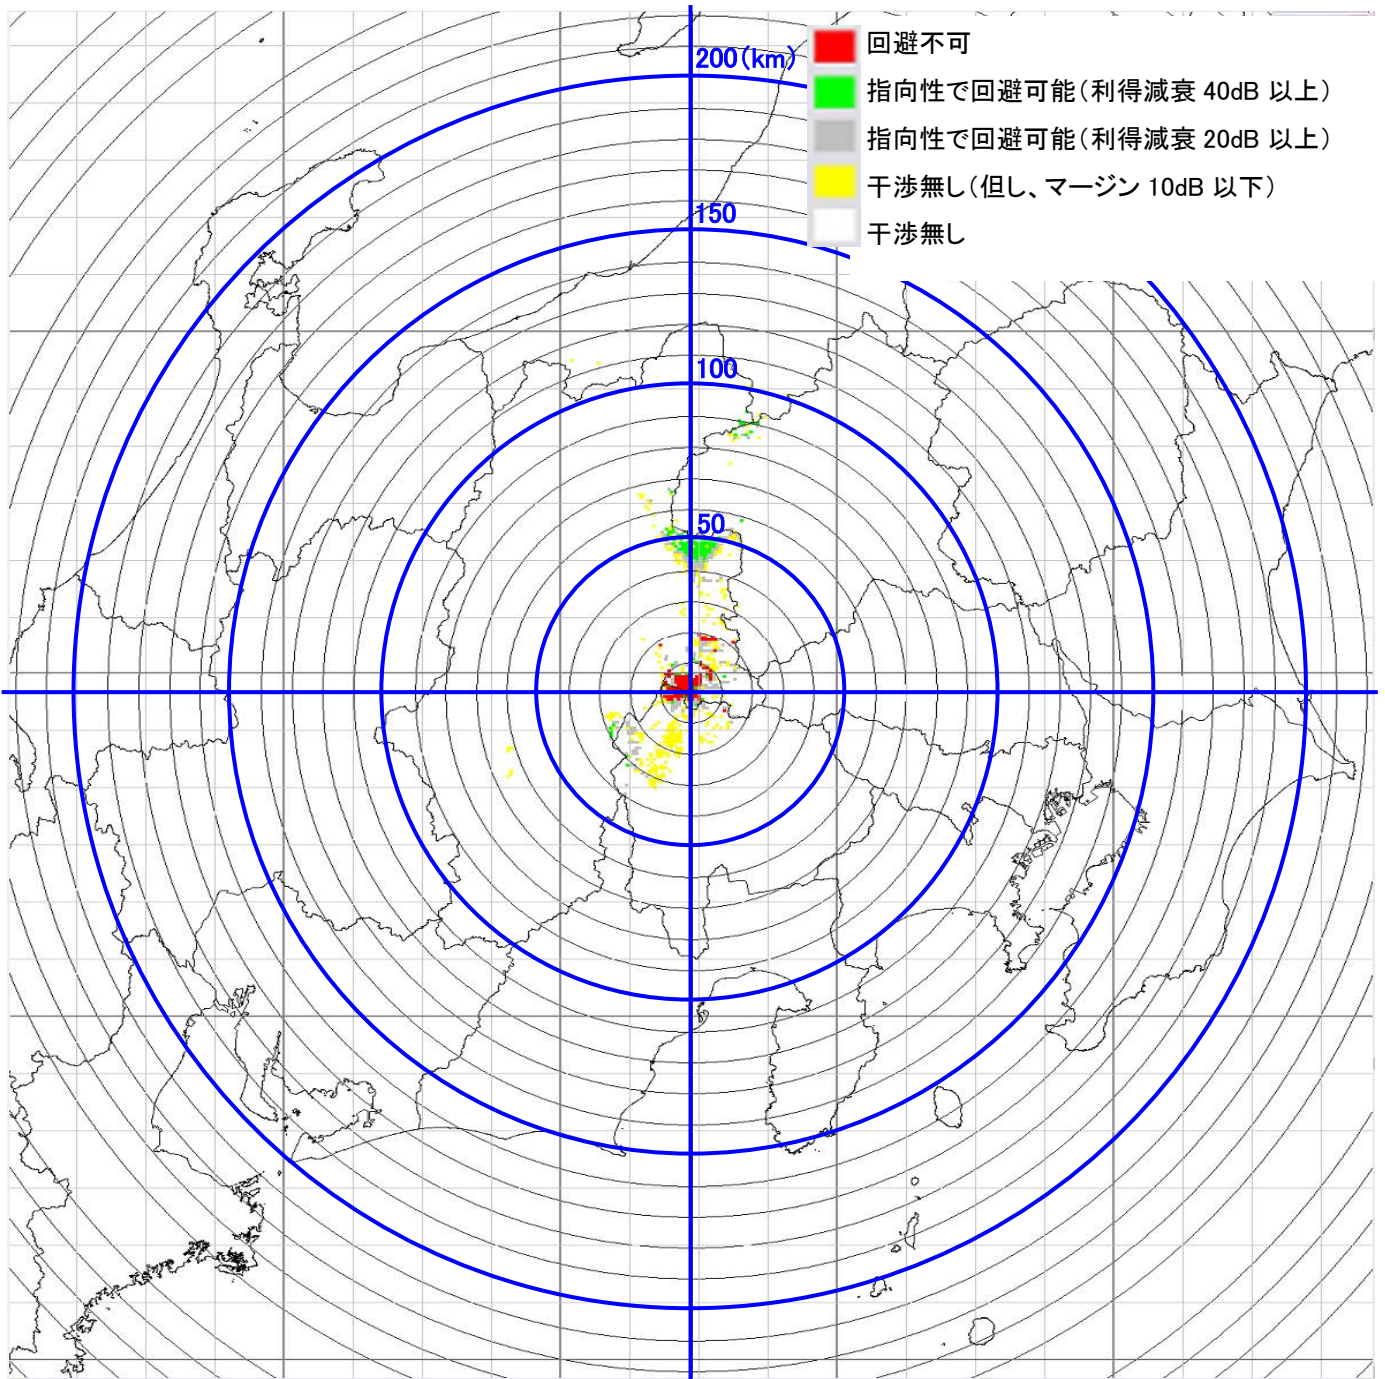 200(km)
回避不可
指向性で回避可能(利得減衰 40dB 以上)
指向性で回避可能(利得減衰 20dB 以上)
干渉無し(但し、マージン 10dB 以下)
干渉無し
150
100
50